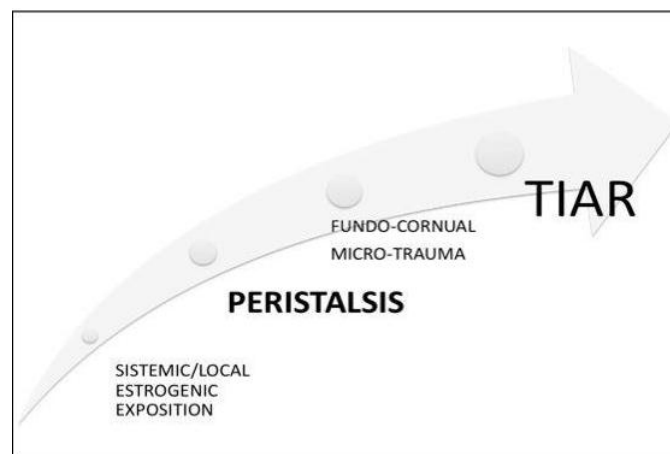 TIAR
FUNDO-CORNUAL
MICRO-TRAUMA
PERISTALSIS
SISTEMIC/LOCAL
ESTROGENIC
EXPOSITION